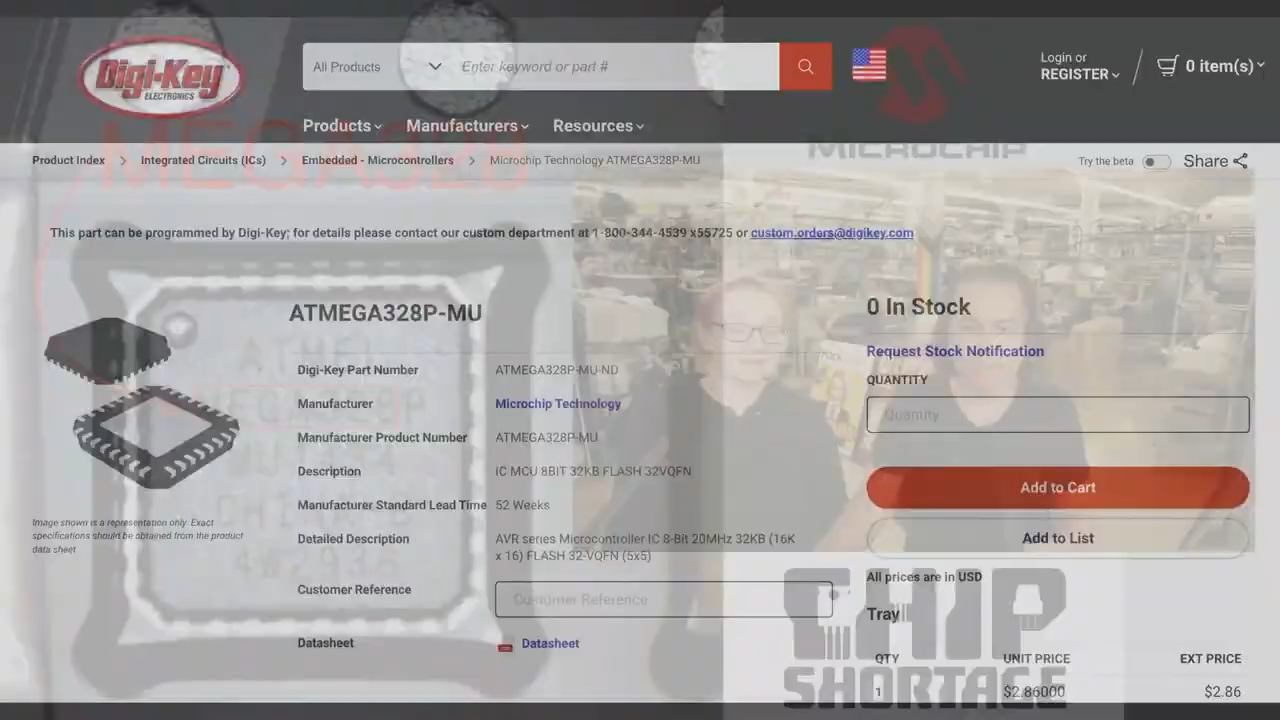 Digi-Key
ELECTRONICS
All Products
Enter keyword or part #
Login or
REGISTER
0 item(s)
Products
Manufacturers
Resources
MEGA328
MICROCHIP
Product Index
Integrated Circuits (ICs)
Embedded - Microcontrollers
Microchip Technology ATMEGA328P-MU
Try the beta
Share
This part can be programmed by Digi-Key; for details please contact our custom department at 1-800-344-4539 x55725 or custom.orders@digikey.com
ATMEGA328P-MU
0 In Stock
Request Stock Notification
QUANTITY
Quantity
Add to Cart
Add to List
Digi-Key Part Number ATMEGA328P-MU-ND
Manufacturer Microchip Technology
Manufacturer Product Number ATMEGA328P-MU
Description IC MCU 8BIT 32KB FLASH 32VQFN
Manufacturer Standard Lead Time 52 Weeks
Detailed Description AVR series Microcontroller IC 8-Bit 20MHz 32KB (16K
x 16) FLASH 32-VQFN (5x5)
Customer Reference
Customer Reference
Datasheet Datasheet
Image shown is a representation only. Exact
specifications should be obtained from the product
data sheet
ATMEL
MEGA328P
All prices are in USD
Tray
QTY UNIT PRICE EXT PRICE
1 $2.86000 $2.86
CHIP
SHORTAGE